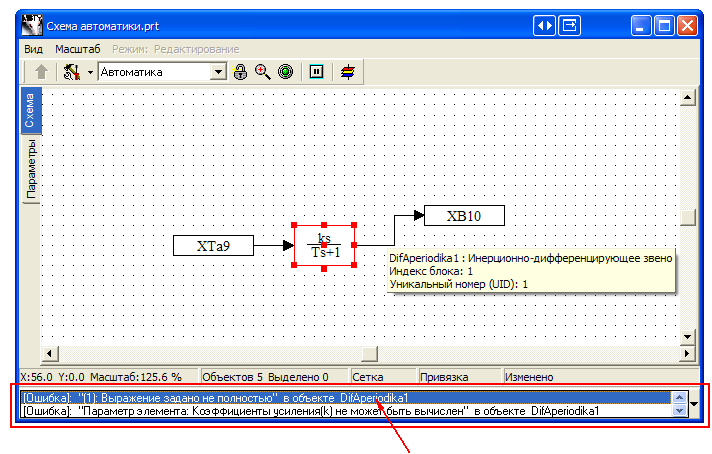 Схема автоматики.prt
Вид Масштаб Режим: Редактирование
Автоматика
Схема
Параметры
XTa9
ks
Ts+1
XB10
DifAperiodika1 : Инерционно-дифференцирующее звено
Индекс блока: 1
Уникальный номер (UID): 1
X:56.0 Y:0.0 Масштаб:125.6 % Объектов 5 Выделено 0 Сетка Привязка Изменено
[Ошибка]: "(1): Выражение задано не полностью" в объекте DifAperiodika1
[Ошибка]: "Параметр элемента: Коэффициенты усиления(k) не может быть вычислен" в объекте DifAperiodika1